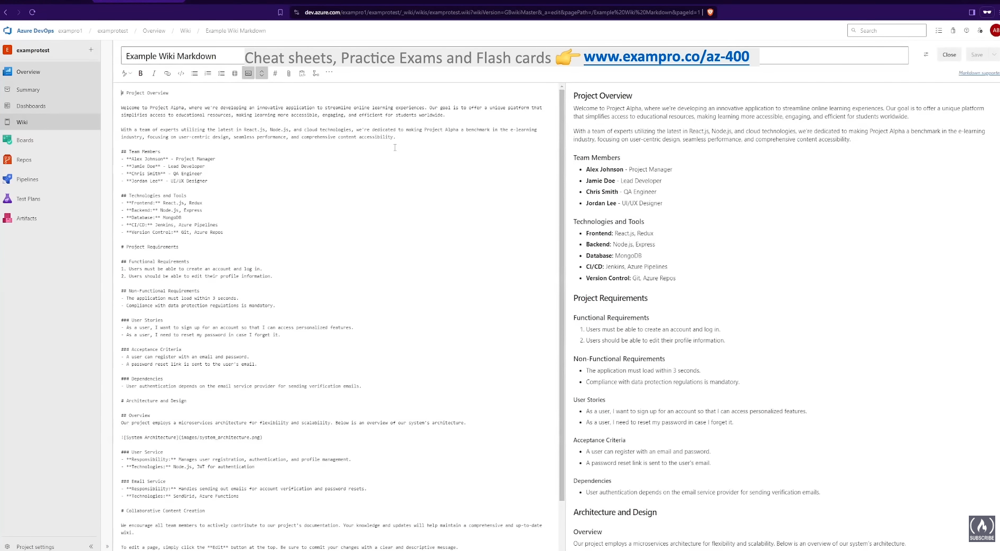 dev.azure.com/exampro1/examprotest/_wiki/wikis/examprotest.wiki?wikiVersion=GBwikiMaster&_a=edit&pagePath=/Example%20Wiki%20Markdown&pageId=1
Azure DevOps exampro1 / examprotest / Overview / Wiki / Example Wiki Markdown
Search
AB
E examprotest
Overview
Summary
Dashboards
Wiki
Boards
Repos
Pipelines
Test Plans
Artifacts
Project settings
Example Wiki Markdown
Cheat sheets, Practice Exams and Flash cards 👉 www.exampro.co/az-400
Close
Save
Markdown supporte
# Project Overview
Welcome to Project Alpha, where we're developing an innovative application to streamline online learning experiences. Our goal is to offer a unique platform that
simplifies access to educational resources, making learning more accessible, engaging, and efficient for students worldwide.
With a team of experts utilizing the latest in React.js, Node.js, and cloud technologies, we're dedicated to making Project Alpha a benchmark in the e-learning
industry, focusing on user-centric design, seamless performance, and comprehensive content accessibility.
## Team Members
- **Alex Johnson** - Project Manager
- **Jamie Doe** - Lead Developer
- **Chris Smith** - QA Engineer
- **Jordan Lee** - UI/UX Designer
## Technologies and Tools
- **Frontend:** React.js, Redux
- **Backend:** Node.js, Express
- **Database:** MongoDB
- **CI/CD:** Jenkins, Azure Pipelines
- **Version Control:** Git, Azure Repos
# Project Requirements
## Functional Requirements
1. Users must be able to create an account and log in.
2. Users should be able to edit their profile information.
## Non-Functional Requirements
- The application must load within 3 seconds.
- Compliance with data protection regulations is mandatory.
### User Stories
- As a user, I want to sign up for an account so that I can access personalized features.
- As a user, I need to reset my password in case I forget it.
### Acceptance Criteria
- A user can register with an email and password.
- A password reset link is sent to the user's email.
### Dependencies
- User authentication depends on the email service provider for sending verification emails.
# Architecture and Design
## Overview
Our project employs a microservices architecture for flexibility and scalability. Below is an overview of our system's architecture.
![System Architecture](images/system_architecture.png)
### User Service
- **Responsibility:** Manages user registration, authentication, and profile management.
- **Technologies:** Node.js, JWT for authentication
### Email Service
- **Responsibility:** Handles sending out emails for account verification and password resets.
- **Technologies:** SendGrid, Azure Functions
# Collaborative Content Creation
We encourage all team members to actively contribute to our project's documentation. Your knowledge and updates will help maintain a comprehensive and up-to-date
wiki.
To edit a page, simply click the **Edit** button at the top. Be sure to commit your changes with a clear and descriptive message.
Project Overview
Welcome to Project Alpha, where we're developing an innovative application to streamline online learning experiences. Our goal is to offer a unique platform
that simplifies access to educational resources, making learning more accessible, engaging, and efficient for students worldwide.
With a team of experts utilizing the latest in React.js, Node.js, and cloud technologies, we're dedicated to making Project Alpha a benchmark in the e-learning
industry, focusing on user-centric design, seamless performance, and comprehensive content accessibility.
Team Members
• Alex Johnson - Project Manager
• Jamie Doe - Lead Developer
• Chris Smith - QA Engineer
• Jordan Lee - UI/UX Designer
Technologies and Tools
• Frontend: React.js, Redux
• Backend: Node.js, Express
• Database: MongoDB
• CI/CD: Jenkins, Azure Pipelines
• Version Control: Git, Azure Repos
Project Requirements
Functional Requirements
1. Users must be able to create an account and log in.
2. Users should be able to edit their profile information.
Non-Functional Requirements
• The application must load within 3 seconds.
• Compliance with data protection regulations is mandatory.
User Stories
• As a user, I want to sign up for an account so that I can access personalized features.
• As a user, I need to reset my password in case I forget it.
Acceptance Criteria
• A user can register with an email and password.
• A password reset link is sent to the user's email.
Dependencies
• User authentication depends on the email service provider for sending verification emails.
Architecture and Design
Overview
Our project employs a microservices architecture for flexibility and scalability. Below is an overview of our system's architecture.
SUBSCRIBE